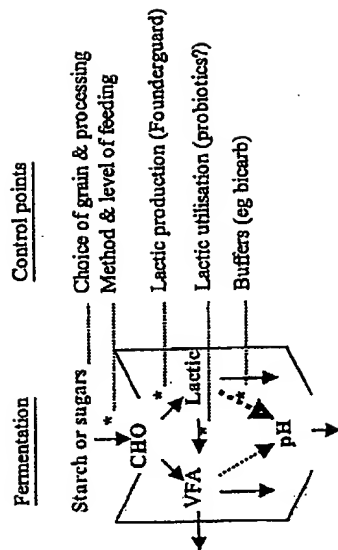 Fermentation
Control points
Starch or sugars
Choice of grain & processing
Method & level of feeding
CHO
Lactic production (Founderguard)
VFA
Lactic
Lactic utilisation (probiotics?)
Buffers (eg bicarb)
pH